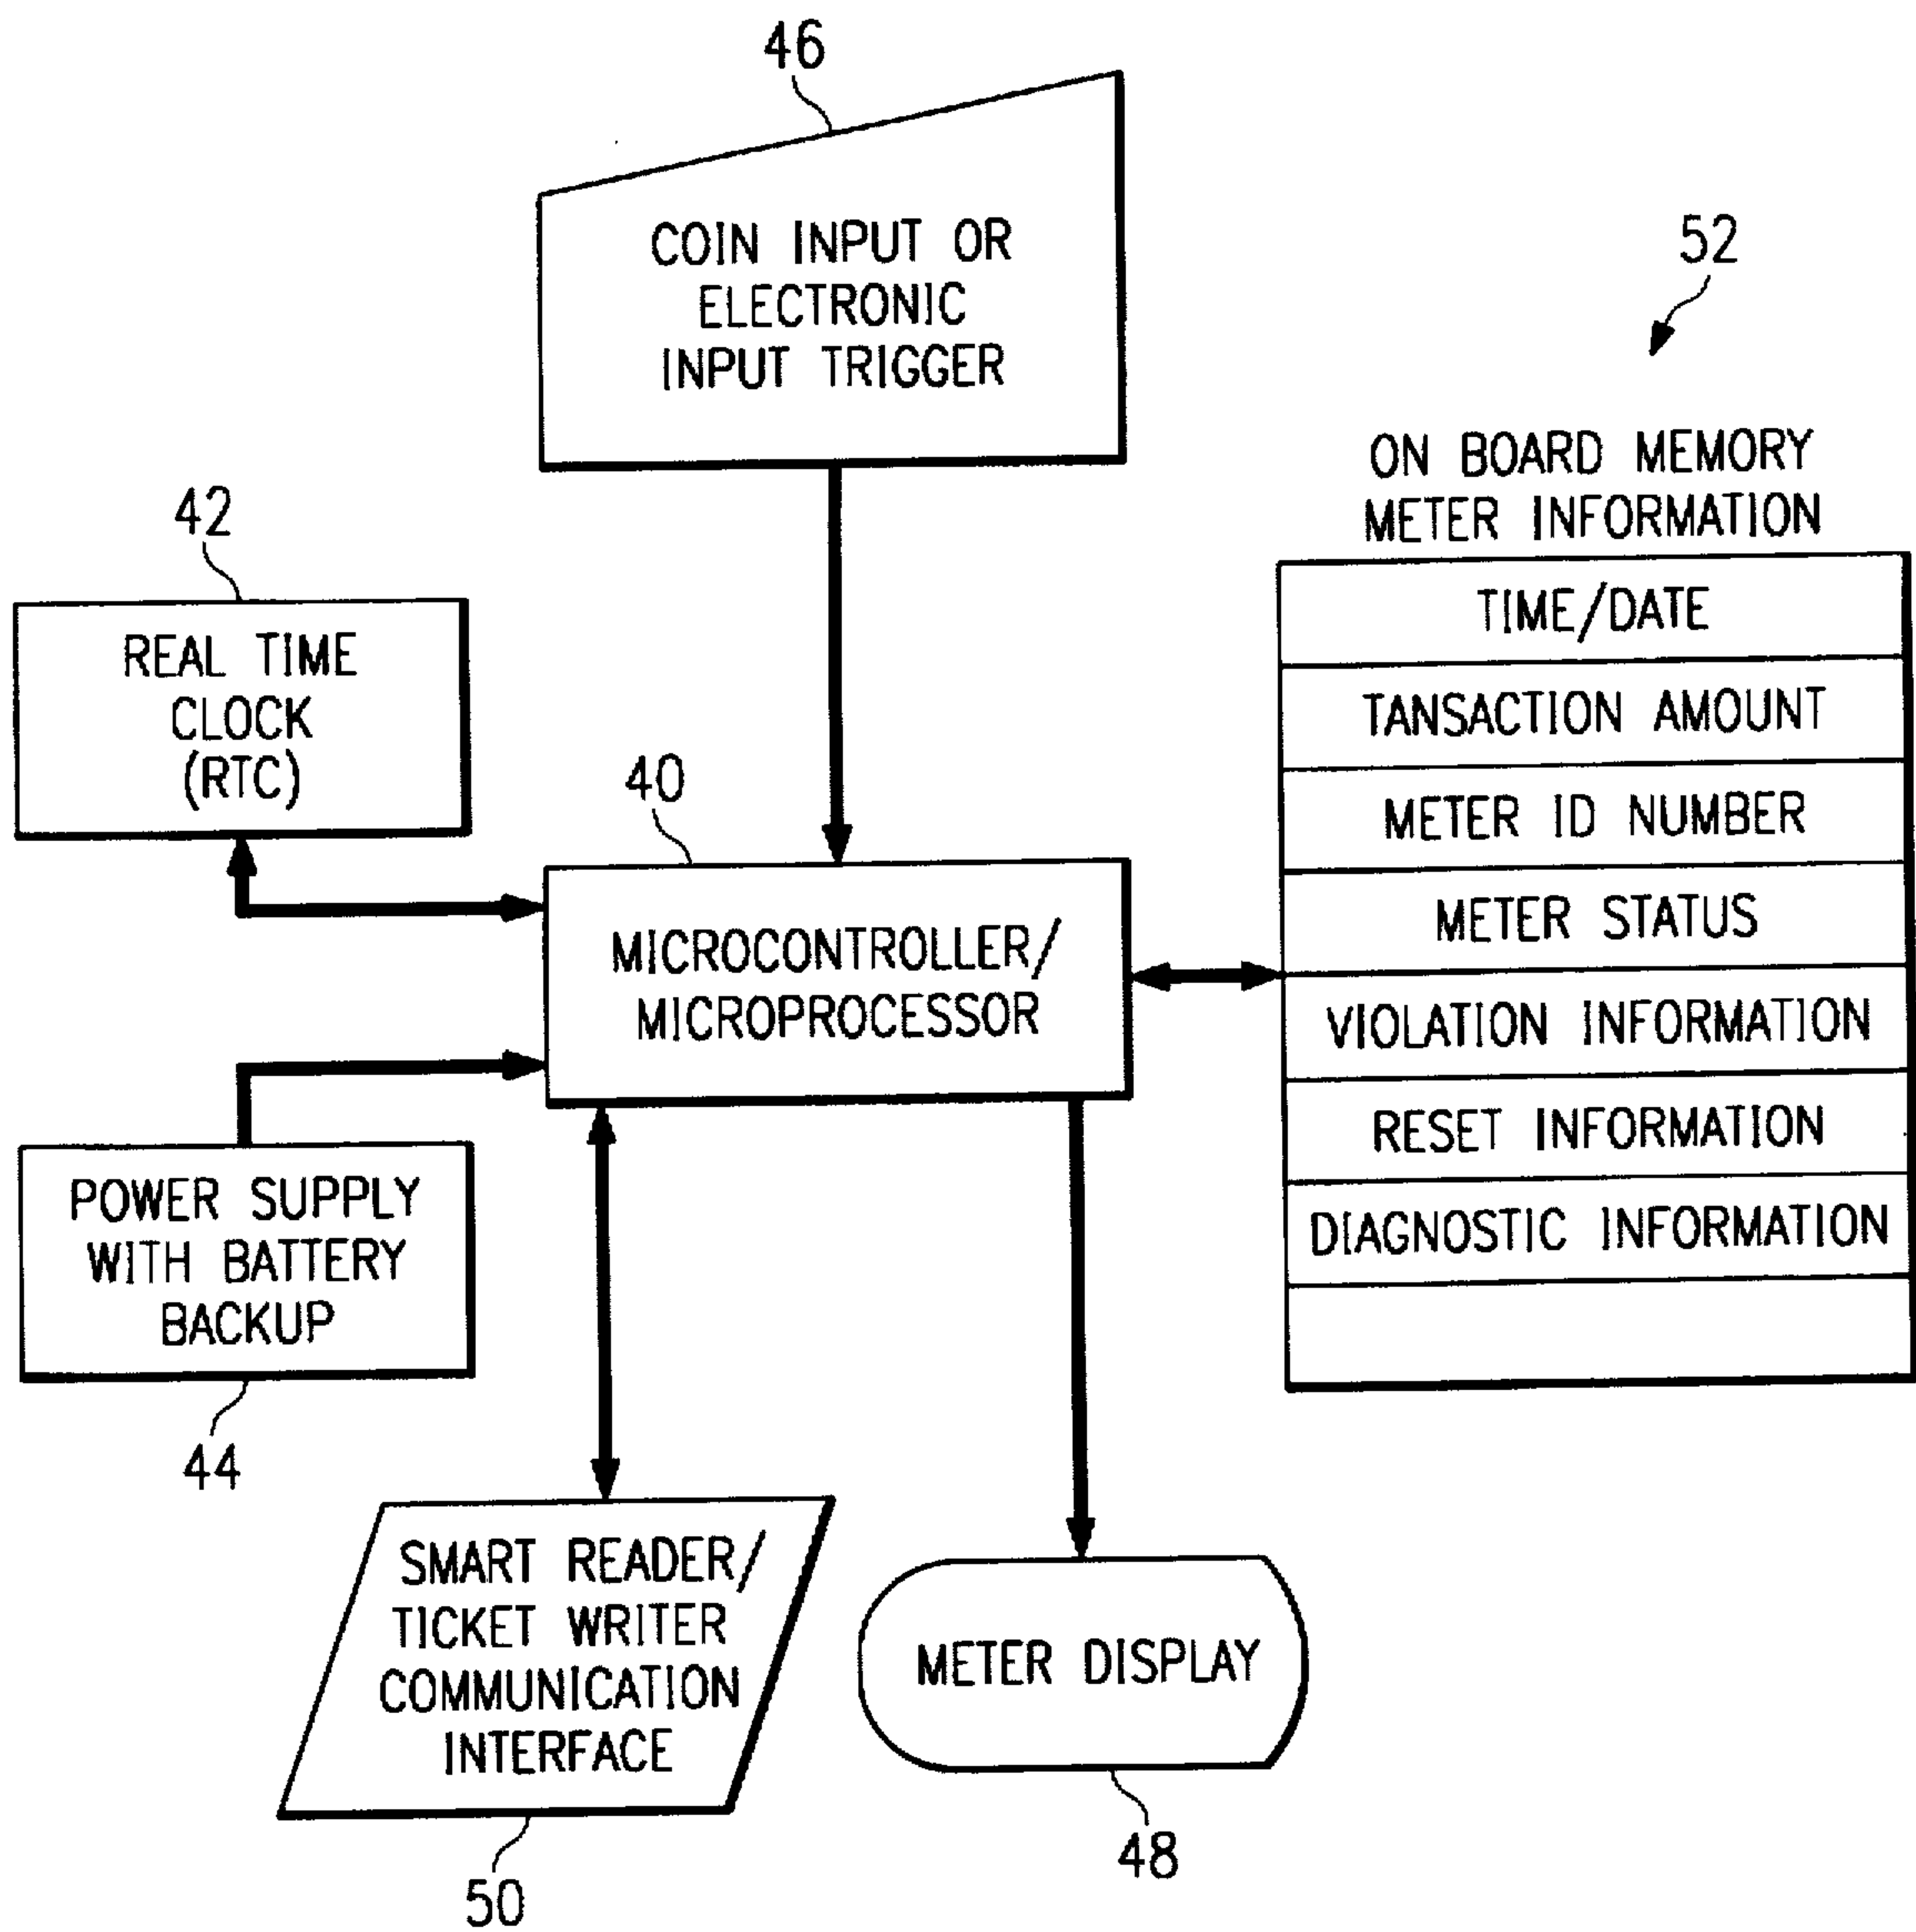 46
COIN INPUT OR
ELECTRONIC
INPUT TRIGGER
52
ON BOARD MEMORY
METER INFORMATION
TIME/DATE
TANSACTION AMOUNT
METER ID NUMBER
METER STATUS
VIOLATION INFORMATION
RESET INFORMATION
DIAGNOSTIC INFORMATION
42
REAL TIME
CLOCK
(RTC)
40
MICROCONTROLLER/
MICROPROCESSOR
POWER SUPPLY
WITH BATTERY
BACKUP
44
SMART READER/
TICKET WRITER
COMMUNICATION
INTERFACE
50
METER DISPLAY
48